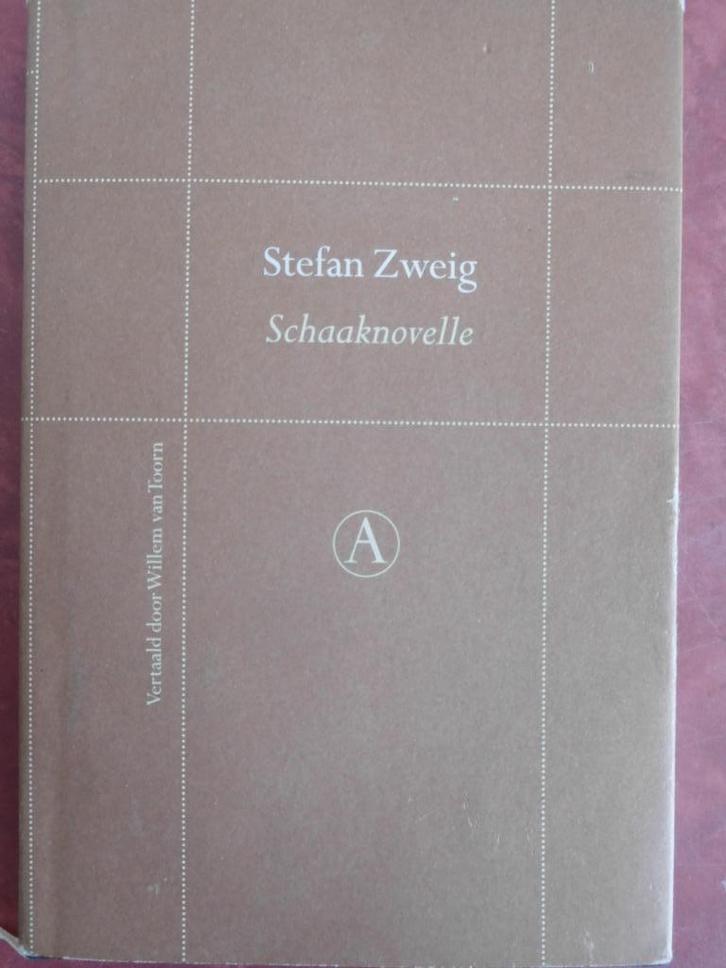 Stefan Zweig
Schaaknovelle
A
Vertaald door Willem van Toorn